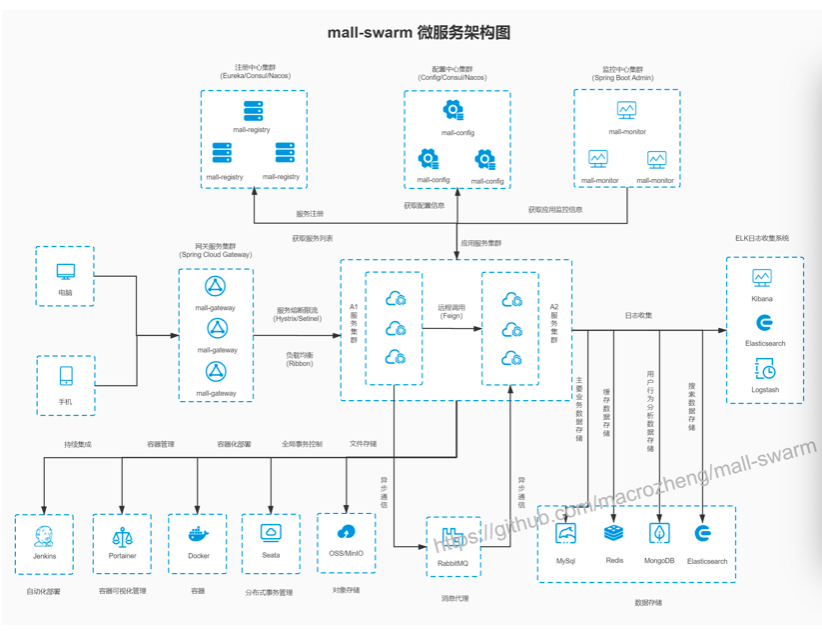 mall-swarm 微服务架构图
注册中心集群
(Eureka/Consul/Nacos)
mall-registry
mall-registry
mall-registry
配置中心集群
(Config/Consul/Nacos)
mall-config
mall-config
mall-config
监控中心集群
(Spring Boot Admin)
mall-monitor
mall-monitor
mall-monitor
服务注册
获取配置信息
获取应用监控信息
获取服务列表
应用服务集群
电脑
手机
网关服务集群
(Spring Cloud Gateway)
mall-gateway
mall-gateway
mall-gateway
服务熔断限流
(Hystrix/Setinel)
负载均衡
(Ribbon)
A1服务集群
远程调用
(Feign)
A2服务集群
日志收集
ELK日志收集系统
Kibana
Elasticsearch
Logstash
主要业务数据存储
缓存数据存储
用户行为分析数据存储
搜素数据存储
持续集成
容器管理
容器化部署
全局事务控制
文件存储
异步通信
异步通信
Jenkins
自动化部署
Portainer
容器可视化管理
Docker
容器
Seata
分布式事务管理
OSS/MinIO
对象存储
RabbitMQ
消息代理
MySql
Redis
MongoDB
Elasticsearch
数据存储
https://github.com/macrozheng/mall-swarm